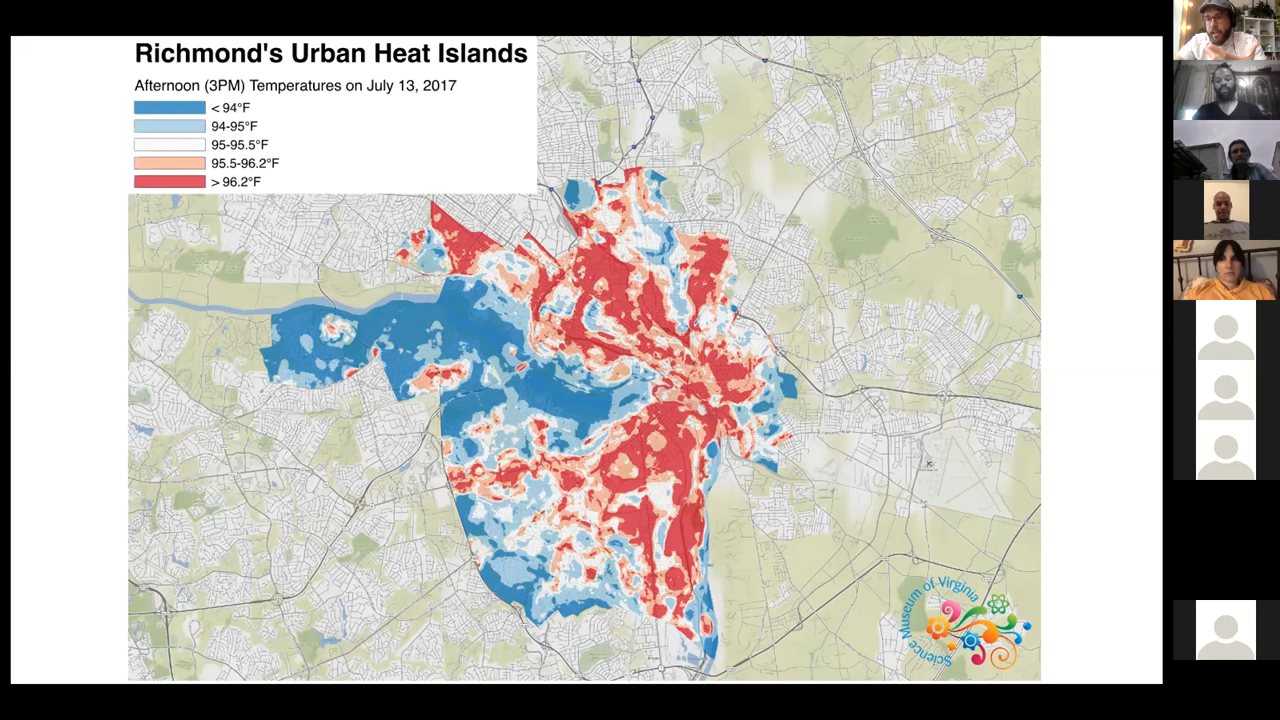 Richmond's Urban Heat Islands
Afternoon (3PM) Temperatures on July 13, 2017
< 94°F
94-95°F
95-95.5°F
95.5-96.2°F
> 96.2°F
Science Museum of Virginia